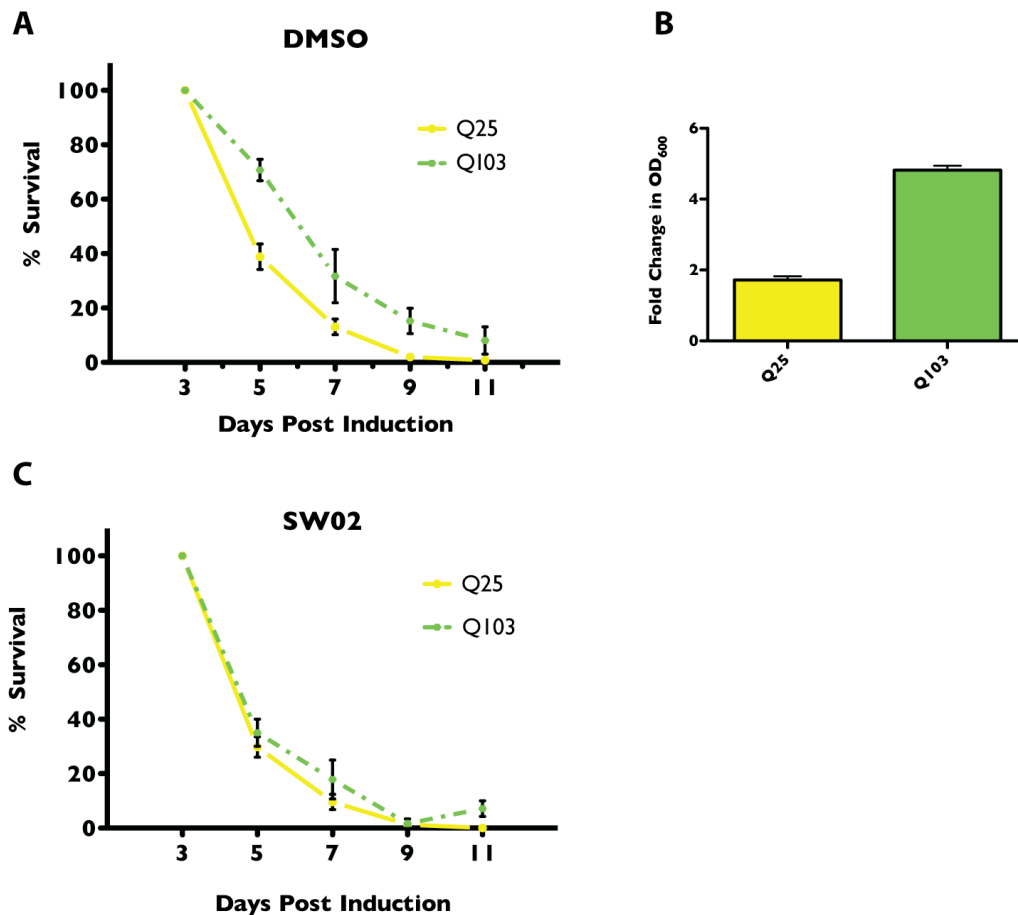 A
DMSO
% Survival
100
80
60
40
20
0
Q25
Q103
3 5 7 9 11
Days Post Induction
B
Fold Change in OD600
6
4
2
0
Q25
Q103
C
SW02
% Survival
100
80
60
40
20
0
Q25
Q103
3 5 7 9 11
Days Post Induction